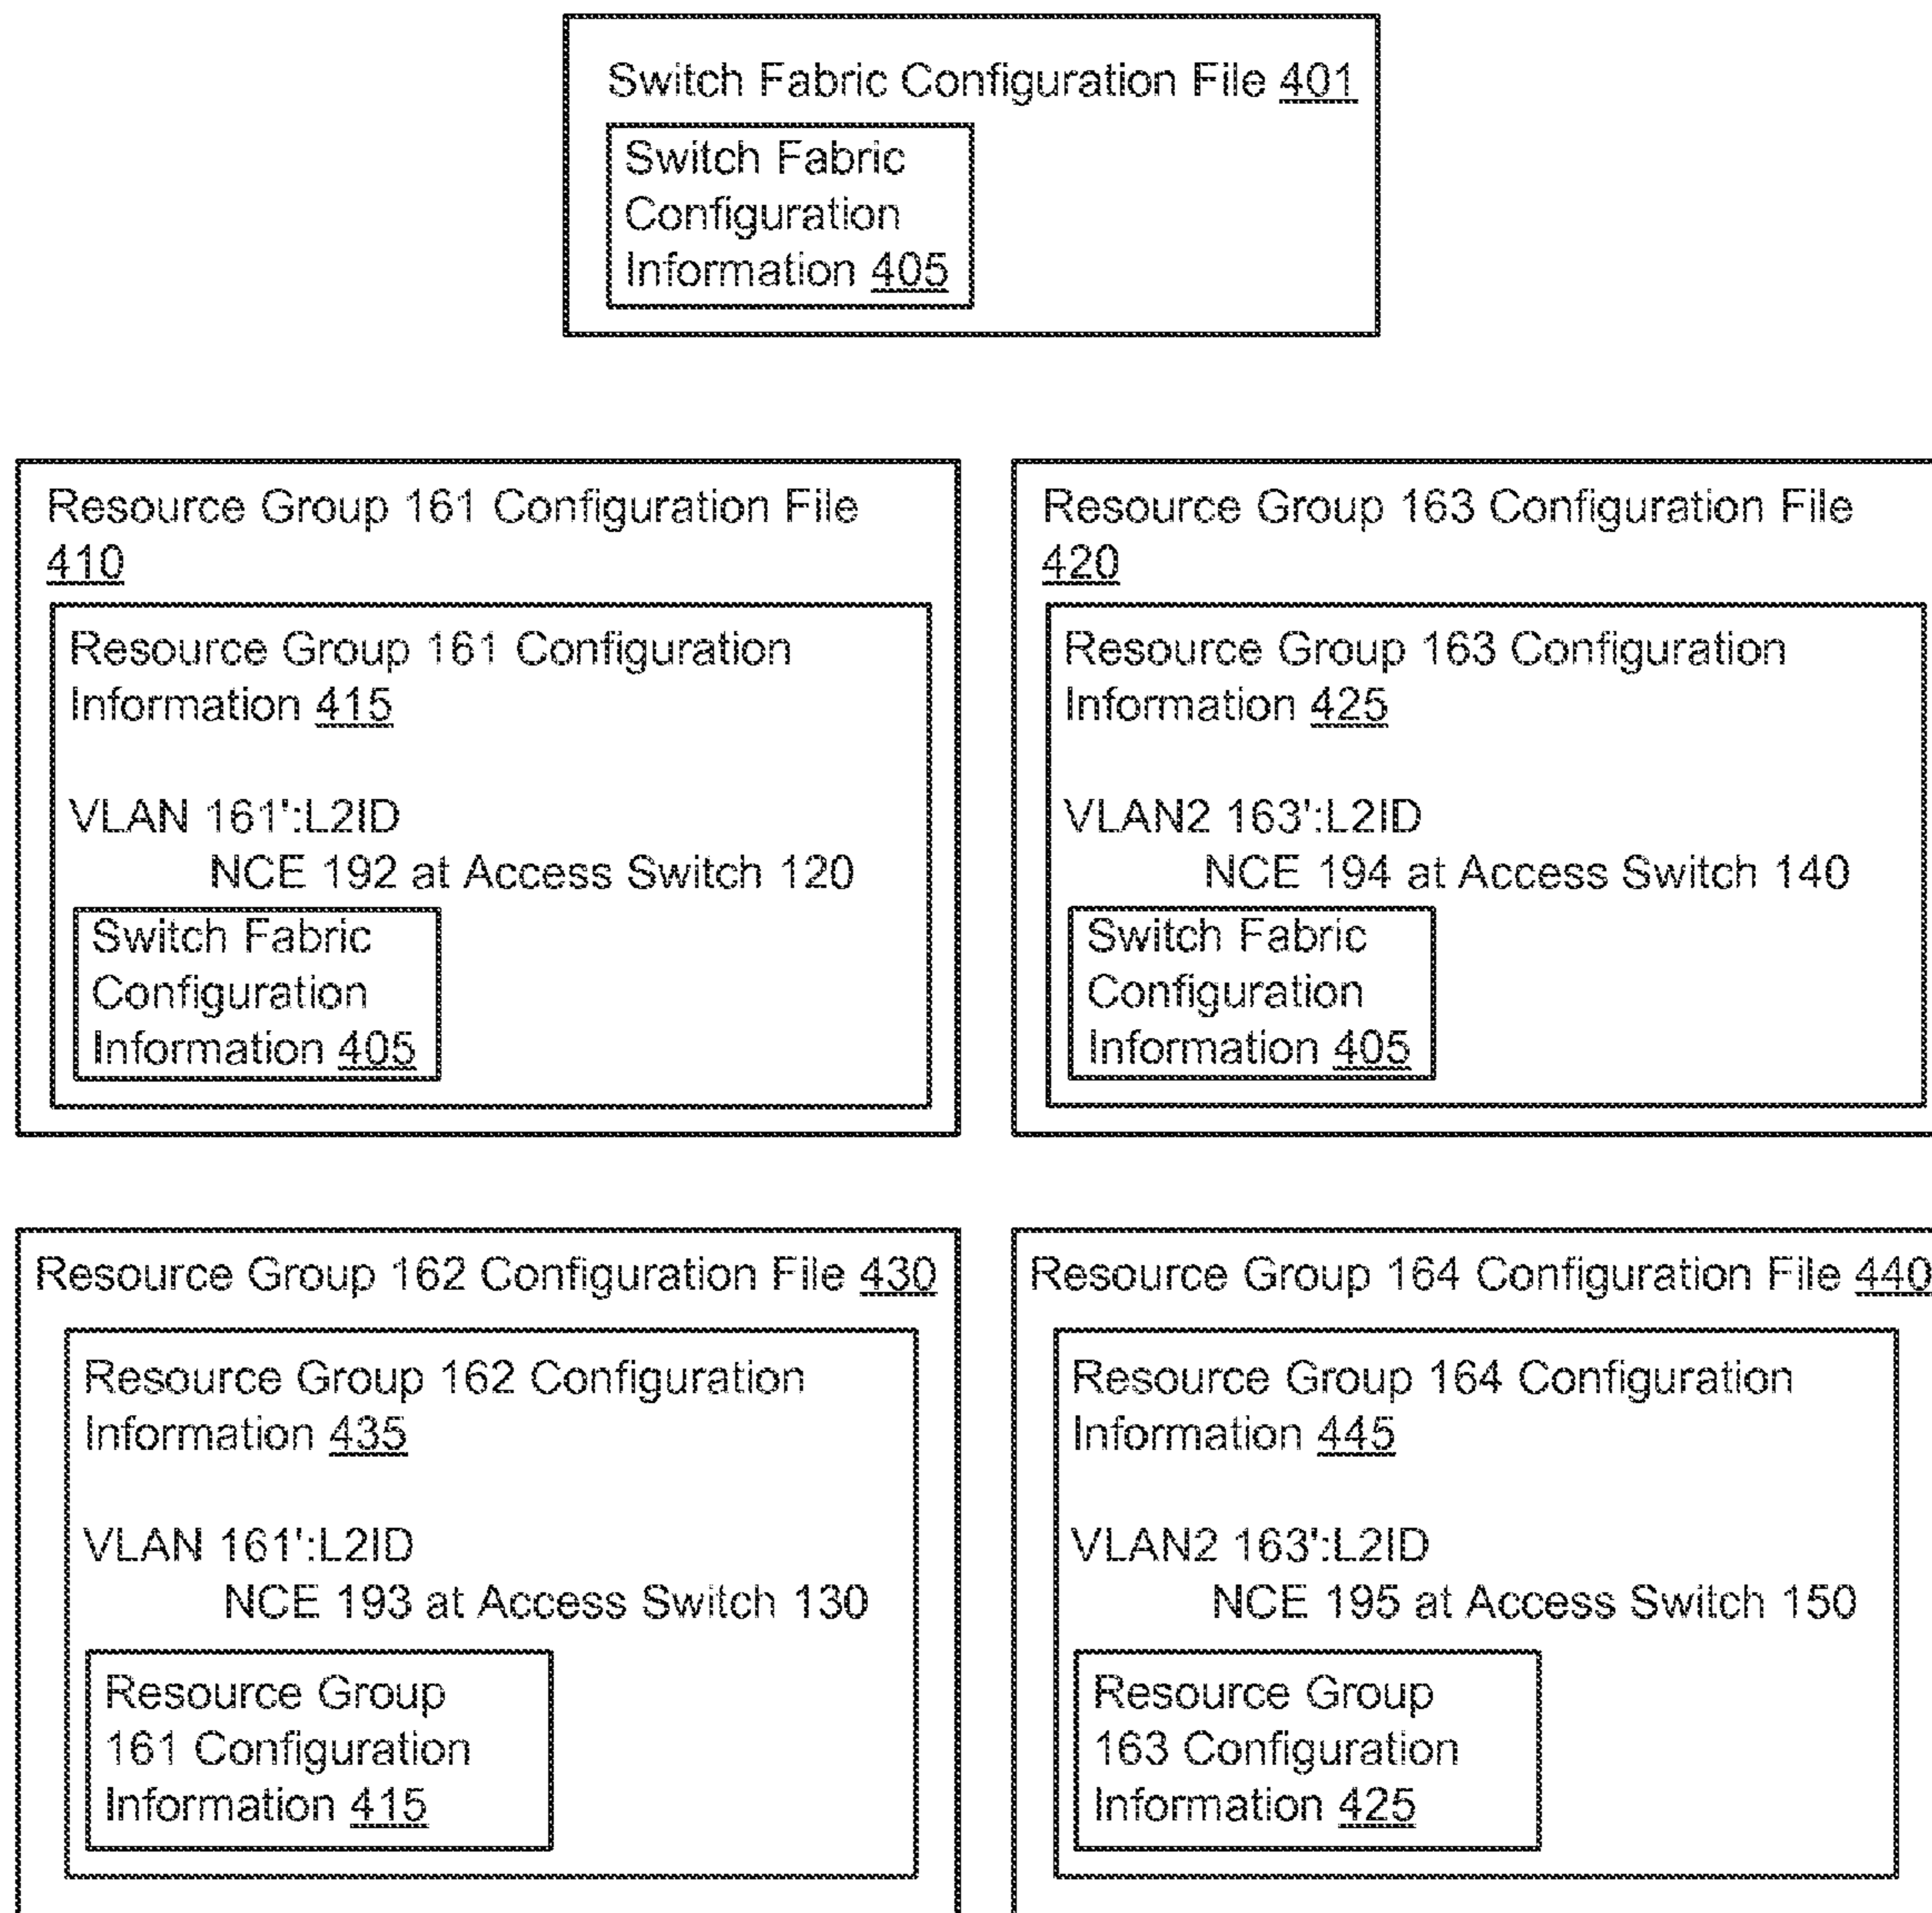 Switch Fabric Configuration File 401
Switch Fabric
Configuration
Information 405
Resource Group 161 Configuration File
410
Resource Group 161 Configuration
Information 415
VLAN 161':L2ID
NCE 192 at Access Switch 120
Switch Fabric
Configuration
Information 405
Resource Group 163 Configuration File
420
Resource Group 163 Configuration
Information 425
VLAN2 163':L2ID
NCE 194 at Access Switch 140
Switch Fabric
Configuration
Information 405
Resource Group 162 Configuration File 430
Resource Group 162 Configuration
Information 435
VLAN 161':L2ID
NCE 193 at Access Switch 130
Resource Group
161 Configuration
Information 415
Resource Group 164 Configuration File 440
Resource Group 164 Configuration
Information 445
VLAN2 163':L2ID
NCE 195 at Access Switch 150
Resource Group
163 Configuration
Information 425